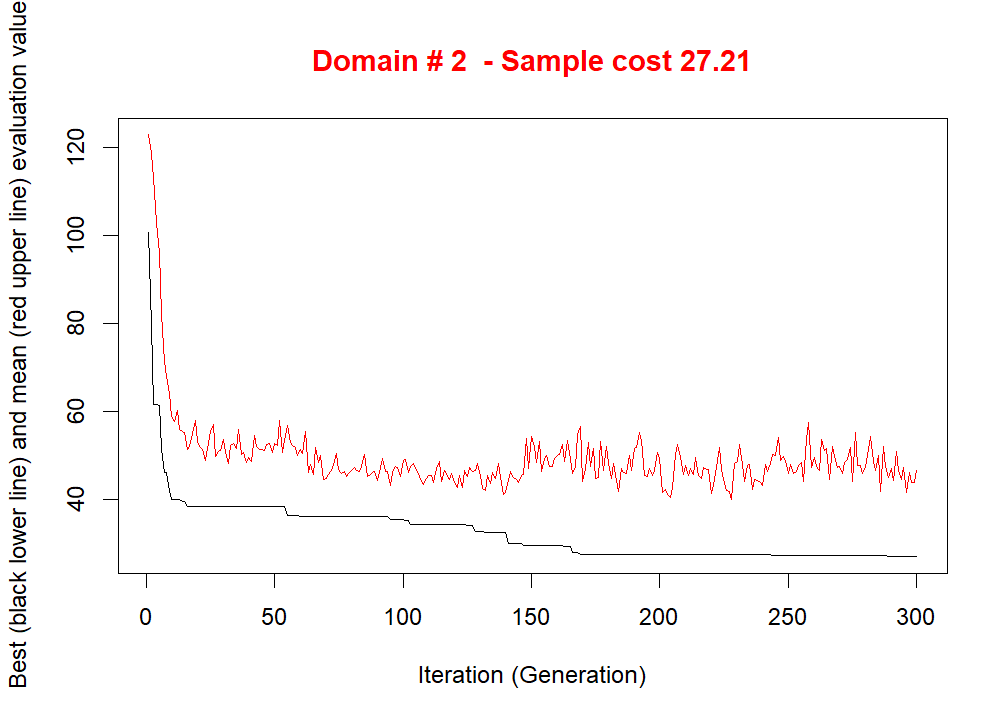 Domain # 2  - Sample cost 27.21
Best (black lower line) and mean (red upper line) evaluation value
120
100
80
60
40
0 50 100 150 200 250 300
Iteration (Generation)